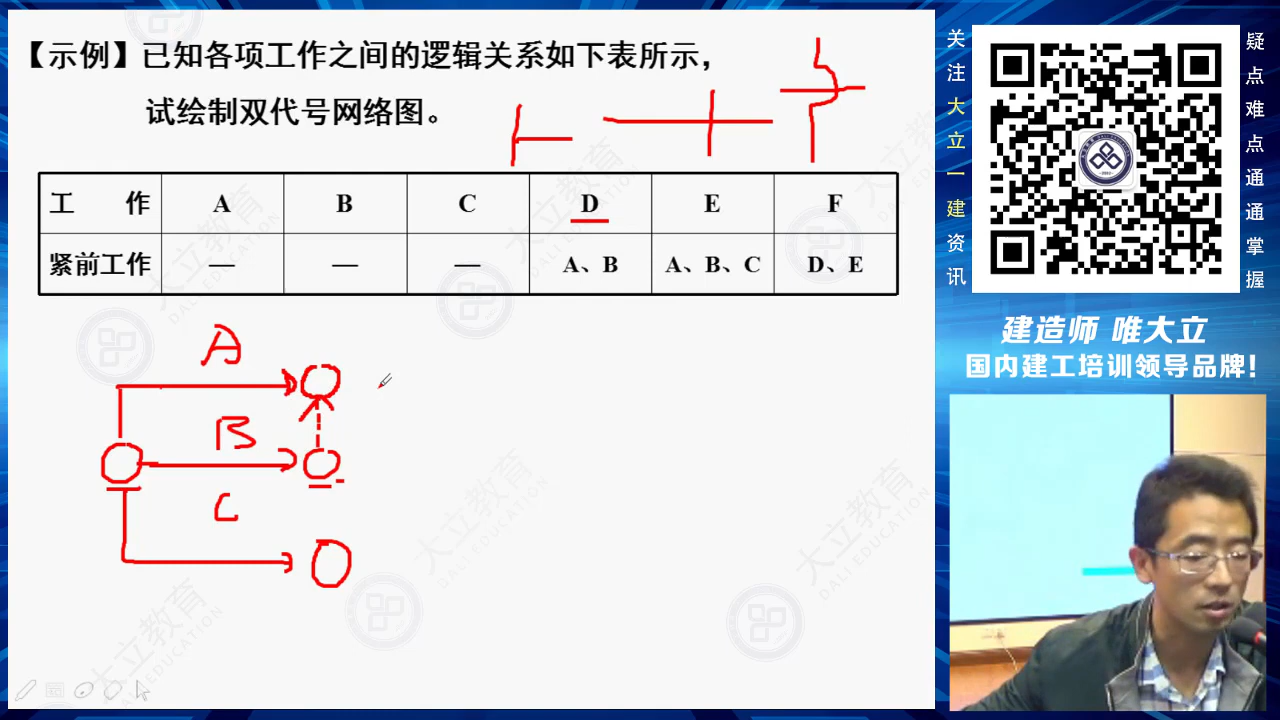 【示例】已知各项工作之间的逻辑关系如下表所示，
试绘制双代号网络图。
工 作 A B C D E F
紧前工作 — — — A、B A、B、C D、E
A
B
C
关注大立一建资讯
疑点难点通通掌握
建造师 唯大立
国内建工培训领导品牌!
大立教育
DALI EDUCATION